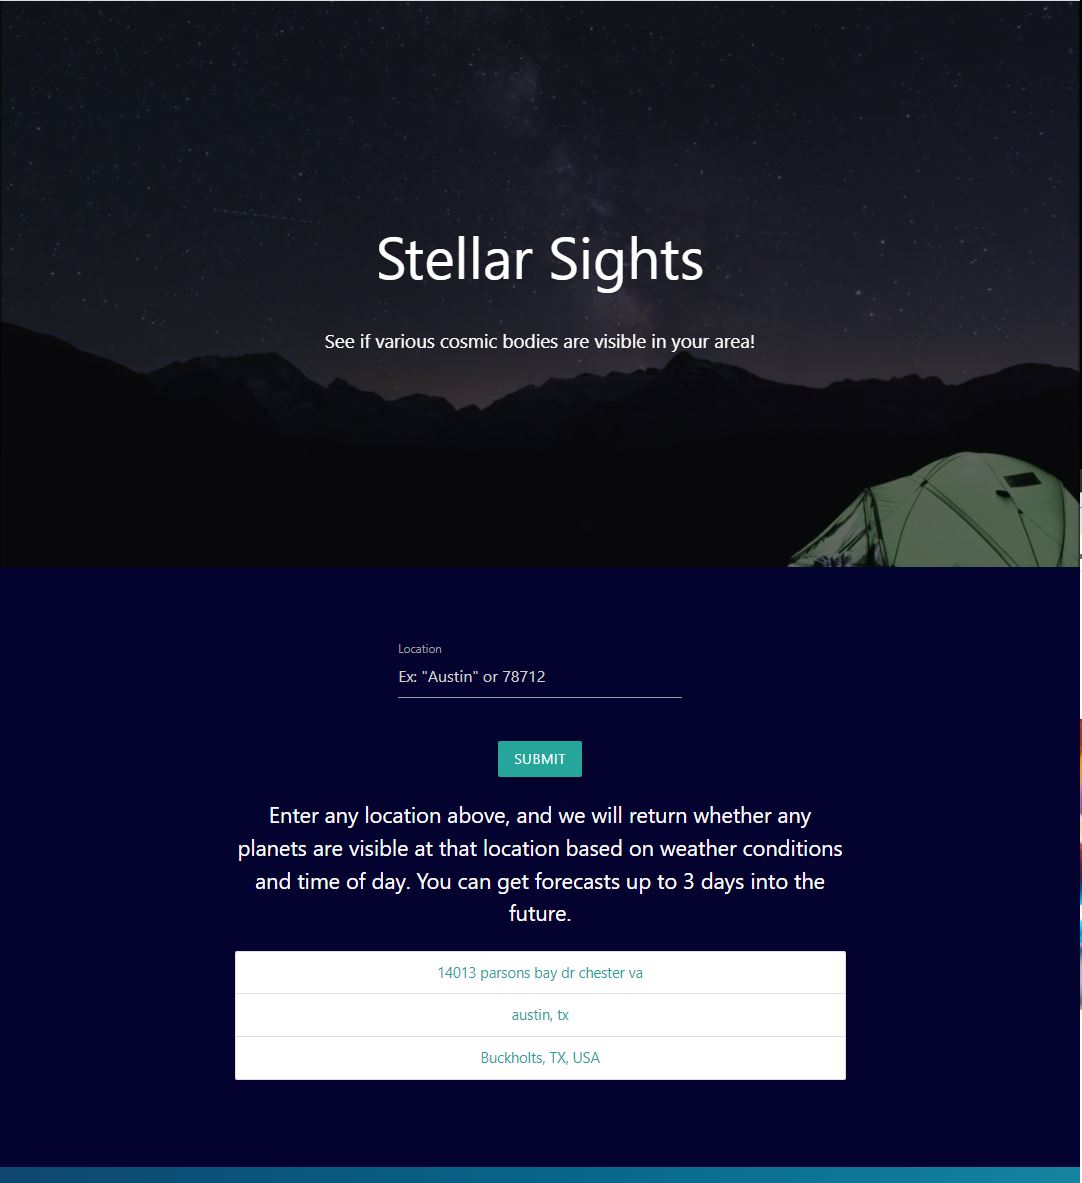 Stellar Sights
See if various cosmic bodies are visible in your area!
Location
Ex: "Austin" or 78712
SUBMIT
Enter any location above, and we will return whether any
planets are visible at that location based on weather conditions
and time of day. You can get forecasts up to 3 days into the
future.
14013 parsons bay dr chester va
austin, tx
Buckholts, TX, USA